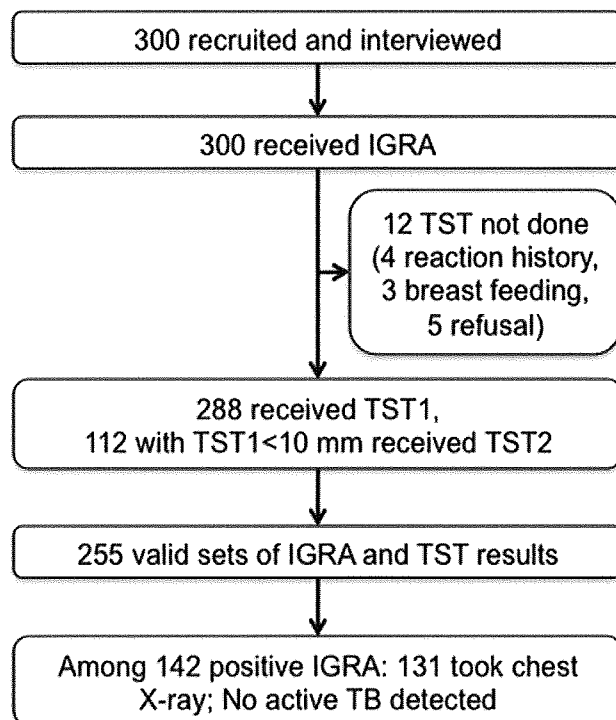 300 recruited and interviewed
300 received IGRA
12 TST not done
(4 reaction history,
3 breast feeding,
5 refusal)
288 received TST1,
112 with TST1<10 mm received TST2
255 valid sets of IGRA and TST results
Among 142 positive IGRA: 131 took chest
X-ray; No active TB detected